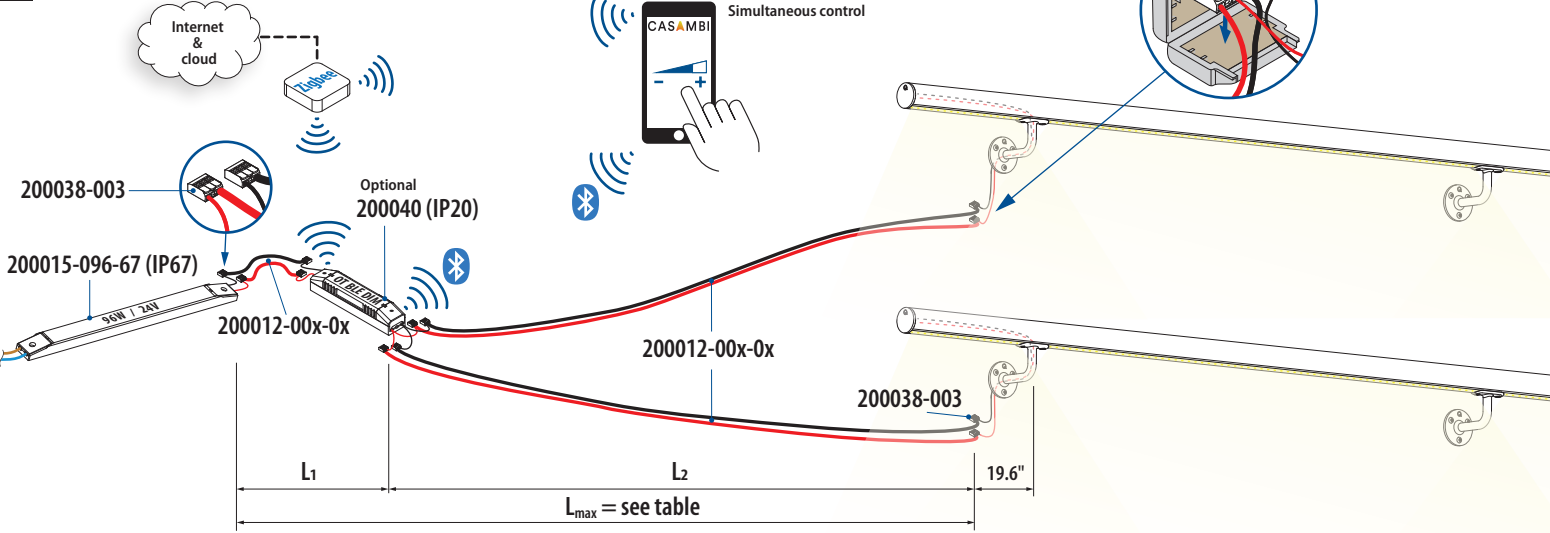 Internet
&
cloud
Zigbee
Simultaneous control
CASAMBI
- +
200038-003
Optional
200040 (IP20)
200015-096-67 (IP67)
96W / 24V
OT BLE DIM
200012-00x-0x
200012-00x-0x
200038-003
L1
L2
19.6"
Lmax = see table